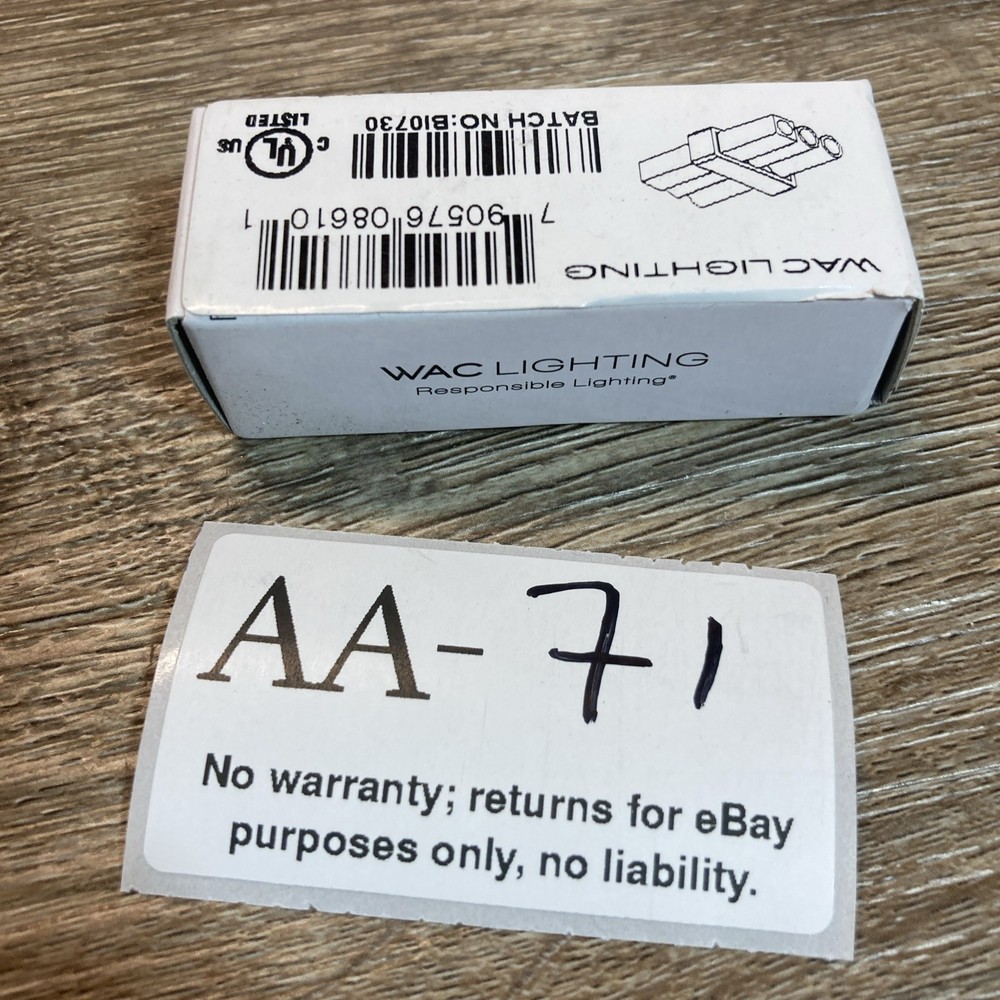 WAC LIGHTING
7 90576 08610 1
BATCH NO:BI0730
C UL US
LISTED
WAC LIGHTING
Responsible Lighting®
AA-71
No warranty; returns for eBay
purposes only, no liability.